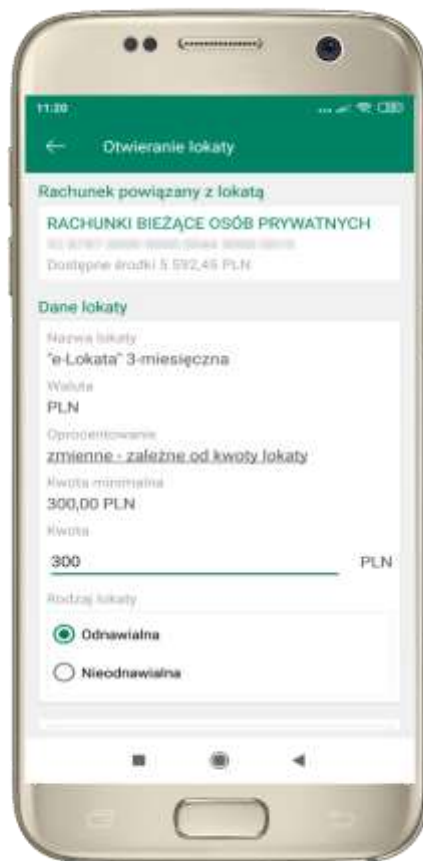 11:20
Otwieranie lokaty
Rachunek powiązany z lokatą
RACHUNKI BIEŻĄCE OSÓB PRYWATNYCH
Dostępne środki 5 592,45 PLN
Dane lokaty
Nazwa lokaty
"e-Lokata" 3-miesięczna
Waluta
PLN
Oprocentowanie
zmienne - zależne od kwoty lokaty
Kwota minimalna
300,00 PLN
Kwota
300 PLN
Rodzaj lokaty
Odnawialna
Nieodnawialna